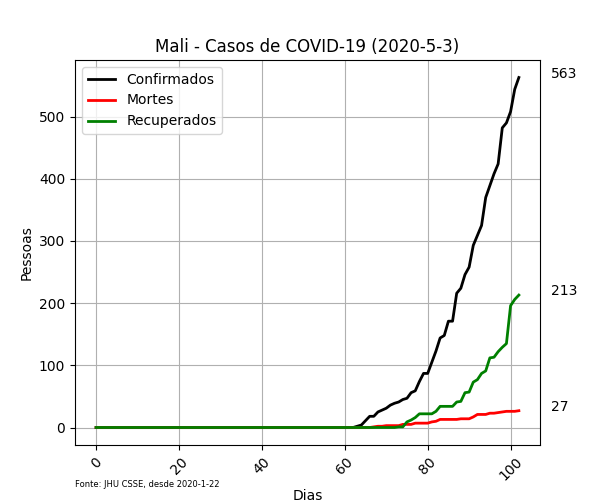 Mali - Casos de COVID-19 (2020-5-3)
Confirmados
Mortes
Recuperados
563
213
27
500
400
300
200
100
0
Pessoas
0
20
40
60
80
100
Fonte: JHU CSSE, desde 2020-1-22
Dias